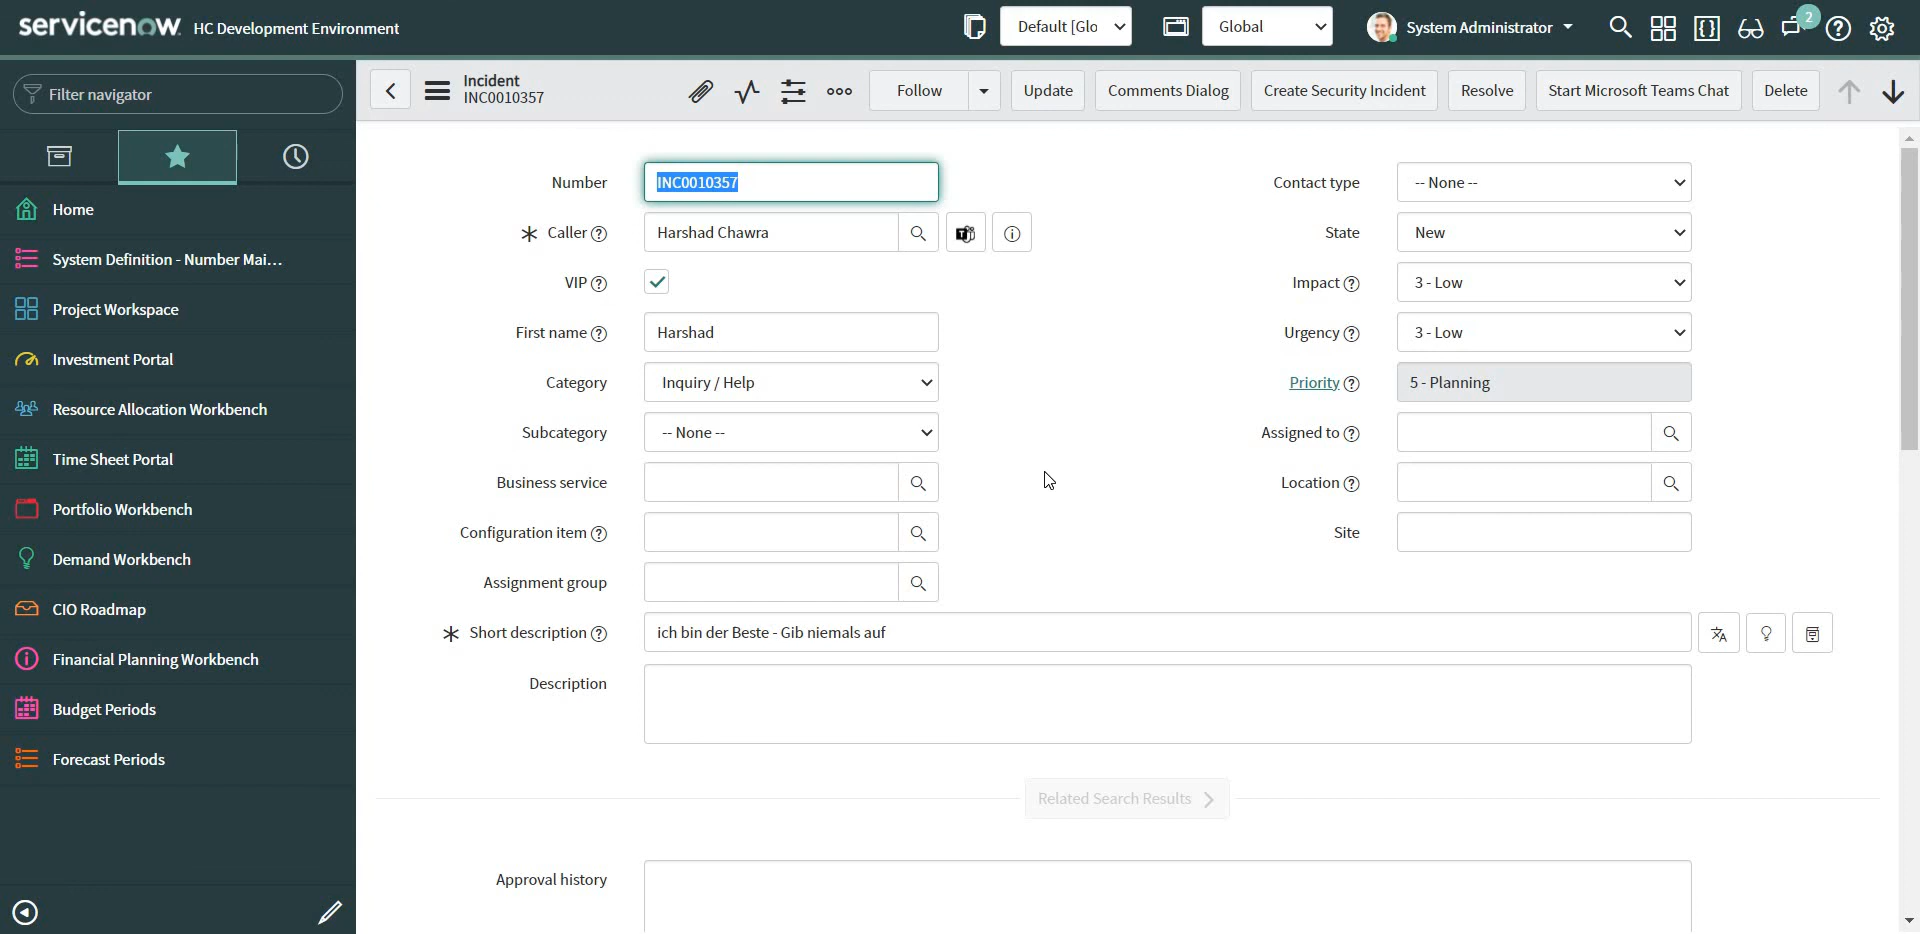 servicenow. HC Development Environment
Default [Glo
Global
System Administrator
2
Filter navigator
Home
System Definition - Number Mai...
Project Workspace
Investment Portal
Resource Allocation Workbench
Time Sheet Portal
Portfolio Workbench
Demand Workbench
CIO Roadmap
Financial Planning Workbench
Budget Periods
Forecast Periods
Incident
INC0010357
Follow
Update
Comments Dialog
Create Security Incident
Resolve
Start Microsoft Teams Chat
Delete
Number INC0010357
Caller Harshad Chawra
VIP
First name Harshad
Category Inquiry / Help
Subcategory -- None --
Business service
Configuration item
Assignment group
Contact type -- None --
State New
Impact 3 - Low
Urgency 3 - Low
Priority 5 - Planning
Assigned to
Location
Site
Short description ich bin der Beste - Gib niemals auf
Description
Related Search Results
Approval history